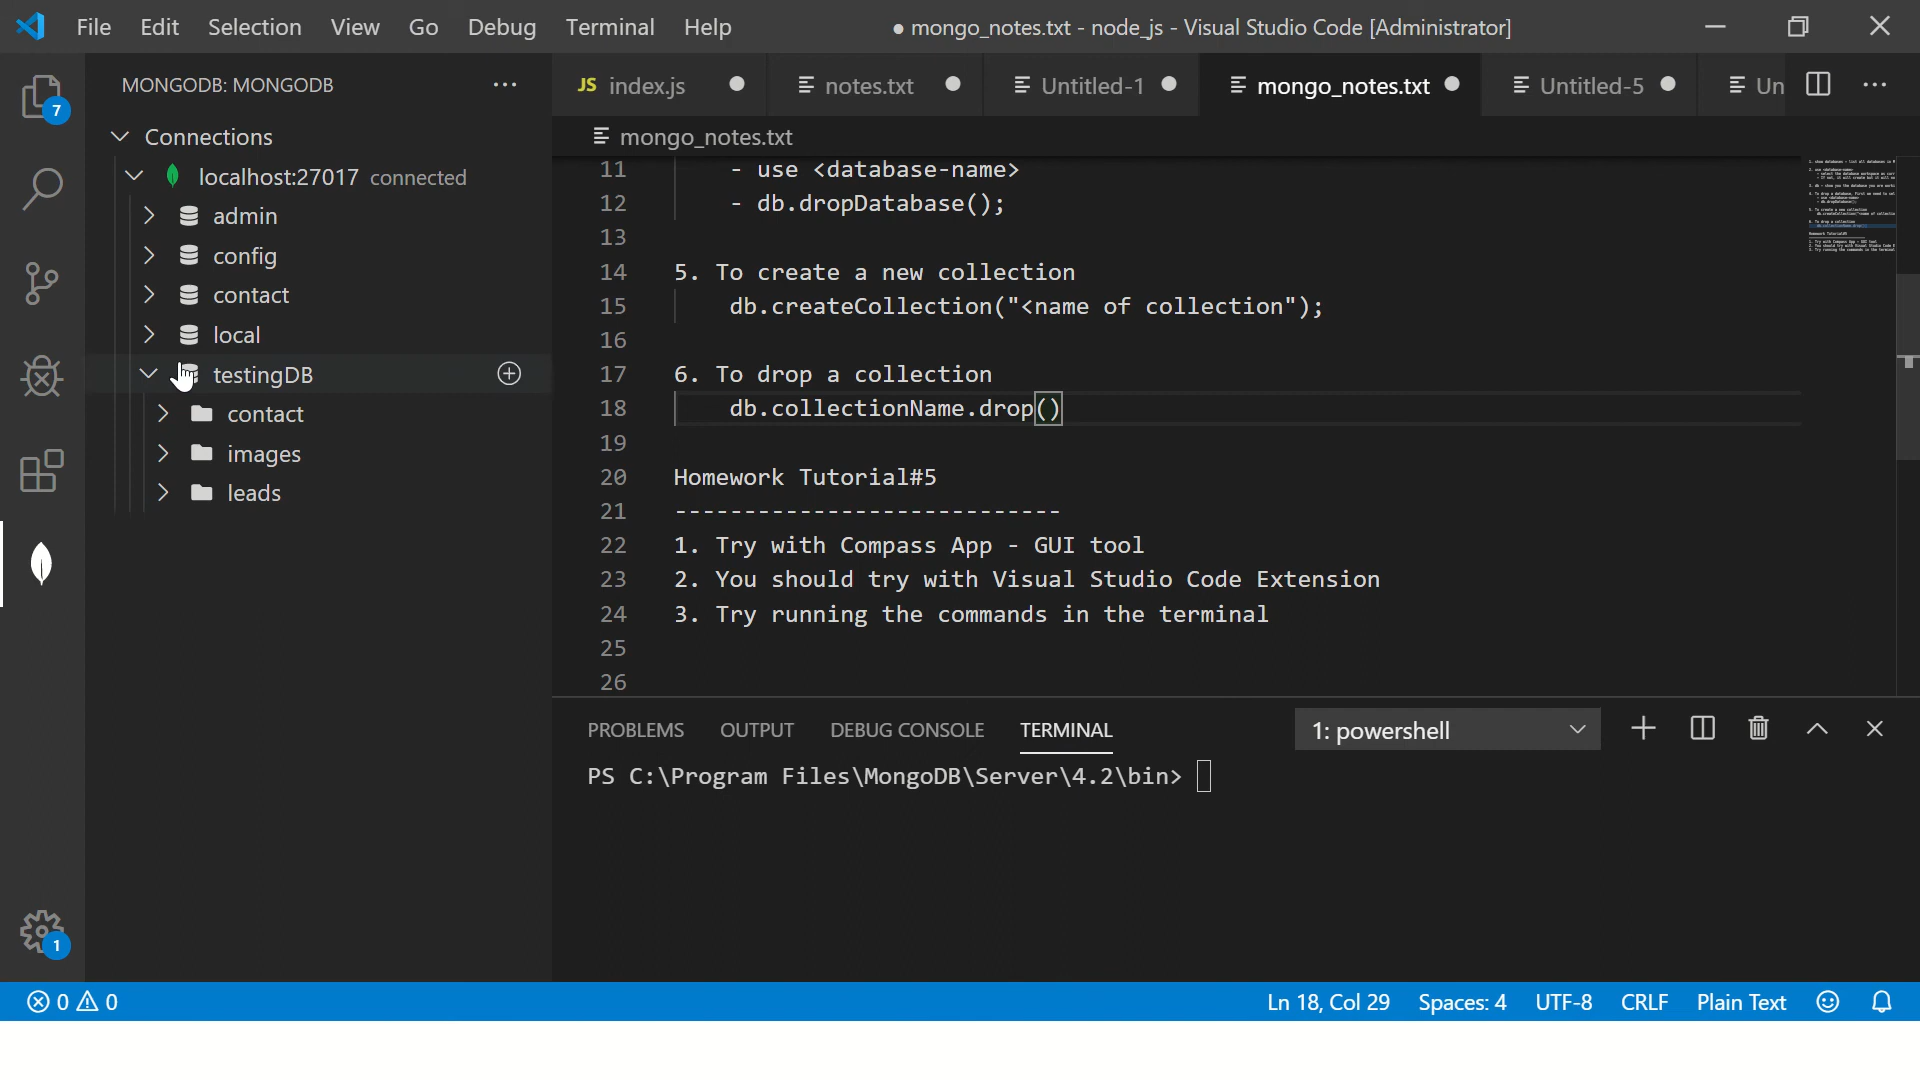 File Edit Selection View Go Debug Terminal Help
● mongo_notes.txt - node_js - Visual Studio Code [Administrator]
7
MONGODB: MONGODB
Connections
localhost:27017 connected
admin
config
contact
local
testingDB
contact
images
leads
1
JS index.js
notes.txt
Untitled-1
mongo_notes.txt
Untitled-5
Un
mongo_notes.txt
11 - use <database-name>
12 - db.dropDatabase();
13
14 5. To create a new collection
15 db.createCollection("<name of collection");
16
17 6. To drop a collection
18 db.collectionName.drop()
19
20 Homework Tutorial#5
21 ----------------------------
22 1. Try with Compass App - GUI tool
23 2. You should try with Visual Studio Code Extension
24 3. Try running the commands in the terminal
25
26
PROBLEMS OUTPUT DEBUG CONSOLE TERMINAL
1: powershell
PS C:\Program Files\MongoDB\Server\4.2\bin>
0 0
Ln 18, Col 29 Spaces: 4 UTF-8 CRLF Plain Text